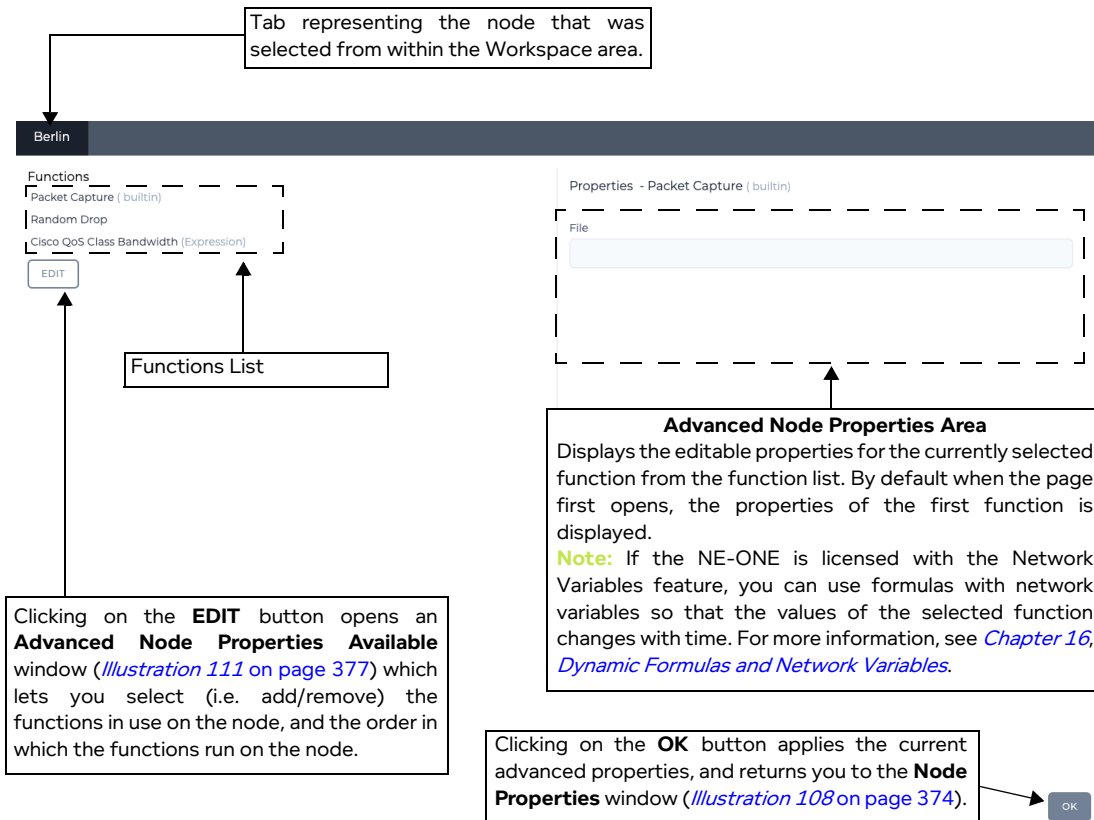 Tab representing the node that was
selected from within the Workspace area.
Berlin
Functions
Packet Capture ( builtin)
Random Drop
Cisco QoS Class Bandwidth (Expression)
EDIT
Functions List
Properties - Packet Capture ( builtin)
File
Advanced Node Properties Area
Displays the editable properties for the currently selected
function from the function list. By default when the page
first opens, the properties of the first function is
displayed.
Note: If the NE-ONE is licensed with the Network
Variables feature, you can use formulas with network
variables so that the values of the selected function
changes with time. For more information, see Chapter 16,
Dynamic Formulas and Network Variables.
Clicking on the EDIT button opens an
Advanced Node Properties Available
window (Illustration 111 on page 377) which
lets you select (i.e. add/remove) the
functions in use on the node, and the order in
which the functions run on the node.
Clicking on the OK button applies the current
advanced properties, and returns you to the Node
Properties window (Illustration 108 on page 374).
OK